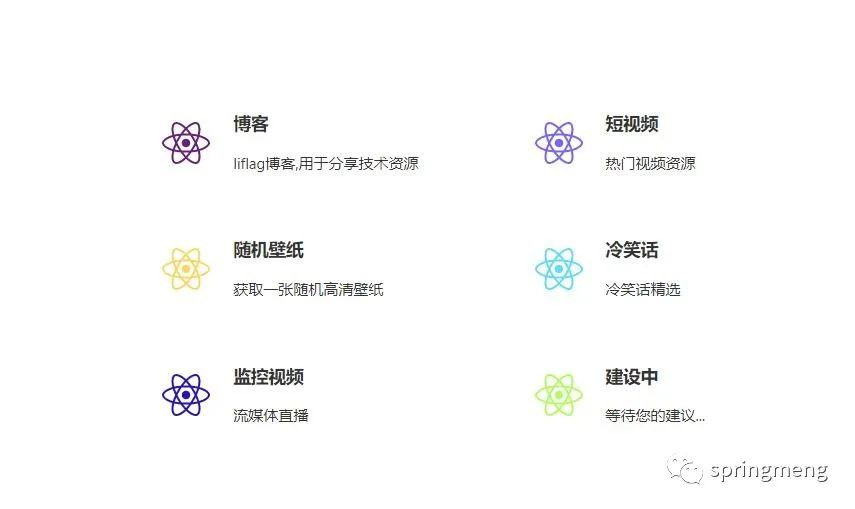 博客
liflag博客,用于分享技术资源
短视频
热门视频资源
随机壁纸
获取一张随机高清壁纸
冷笑话
冷笑话精选
监控视频
流媒体直播
建设中
等待您的建议...
springmeng